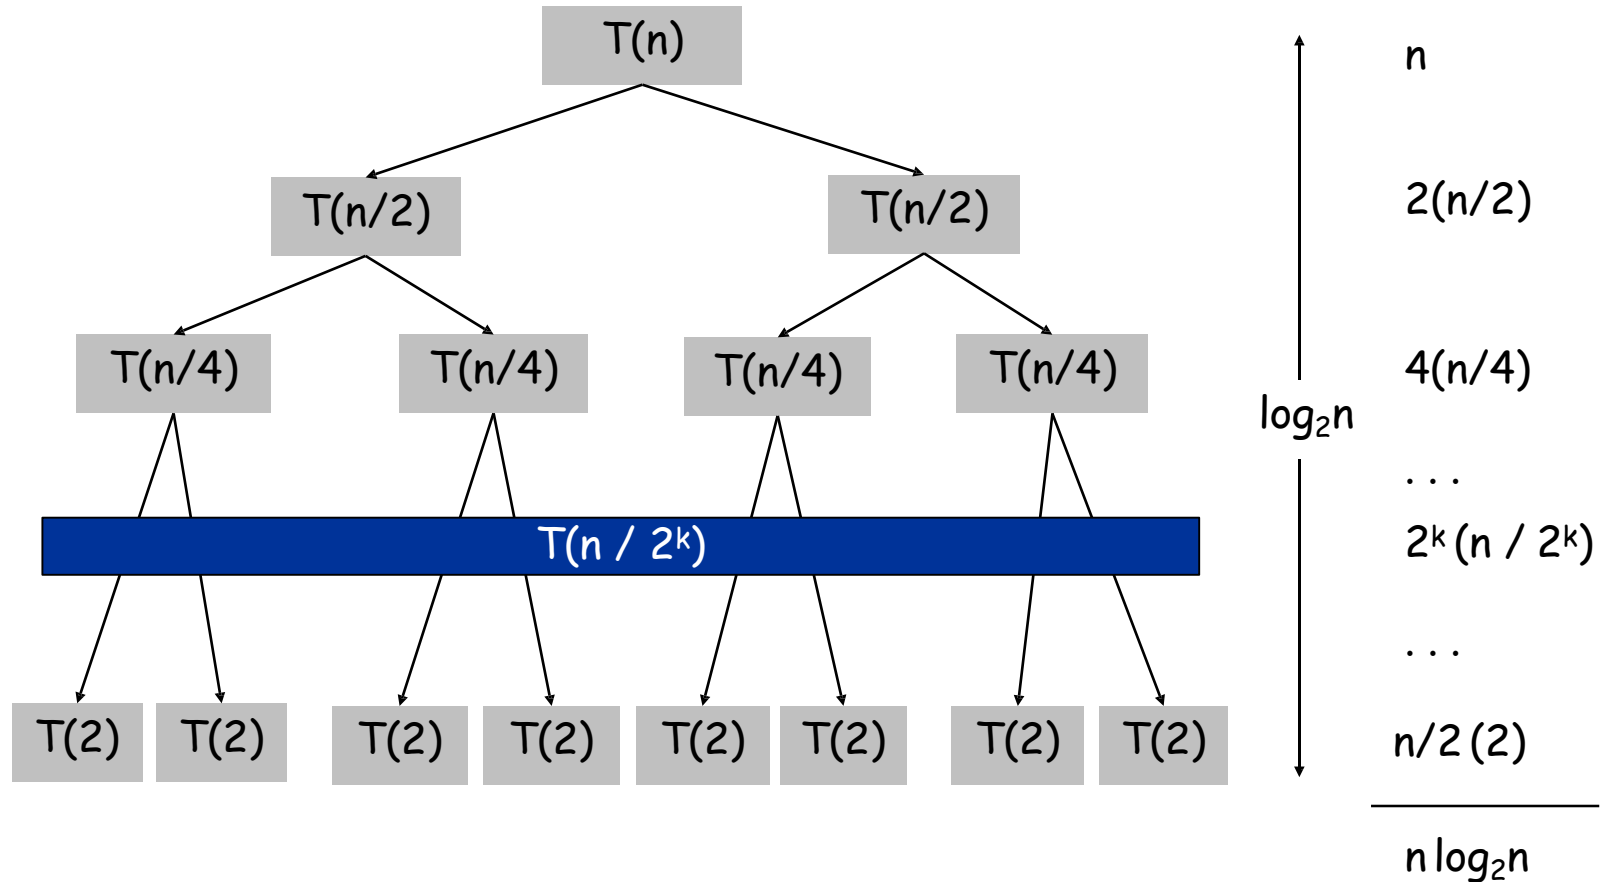 T(n) n
T(n/2) T(n/2) 2(n/2)
T(n/4) T(n/4) T(n/4) T(n/4) 4(n/4)
log₂n
. . .
T(n / 2ᵏ) 2ᵏ (n / 2ᵏ)
. . .
T(2) T(2) T(2) T(2) T(2) T(2) T(2) T(2) n/2 (2)
n log₂n